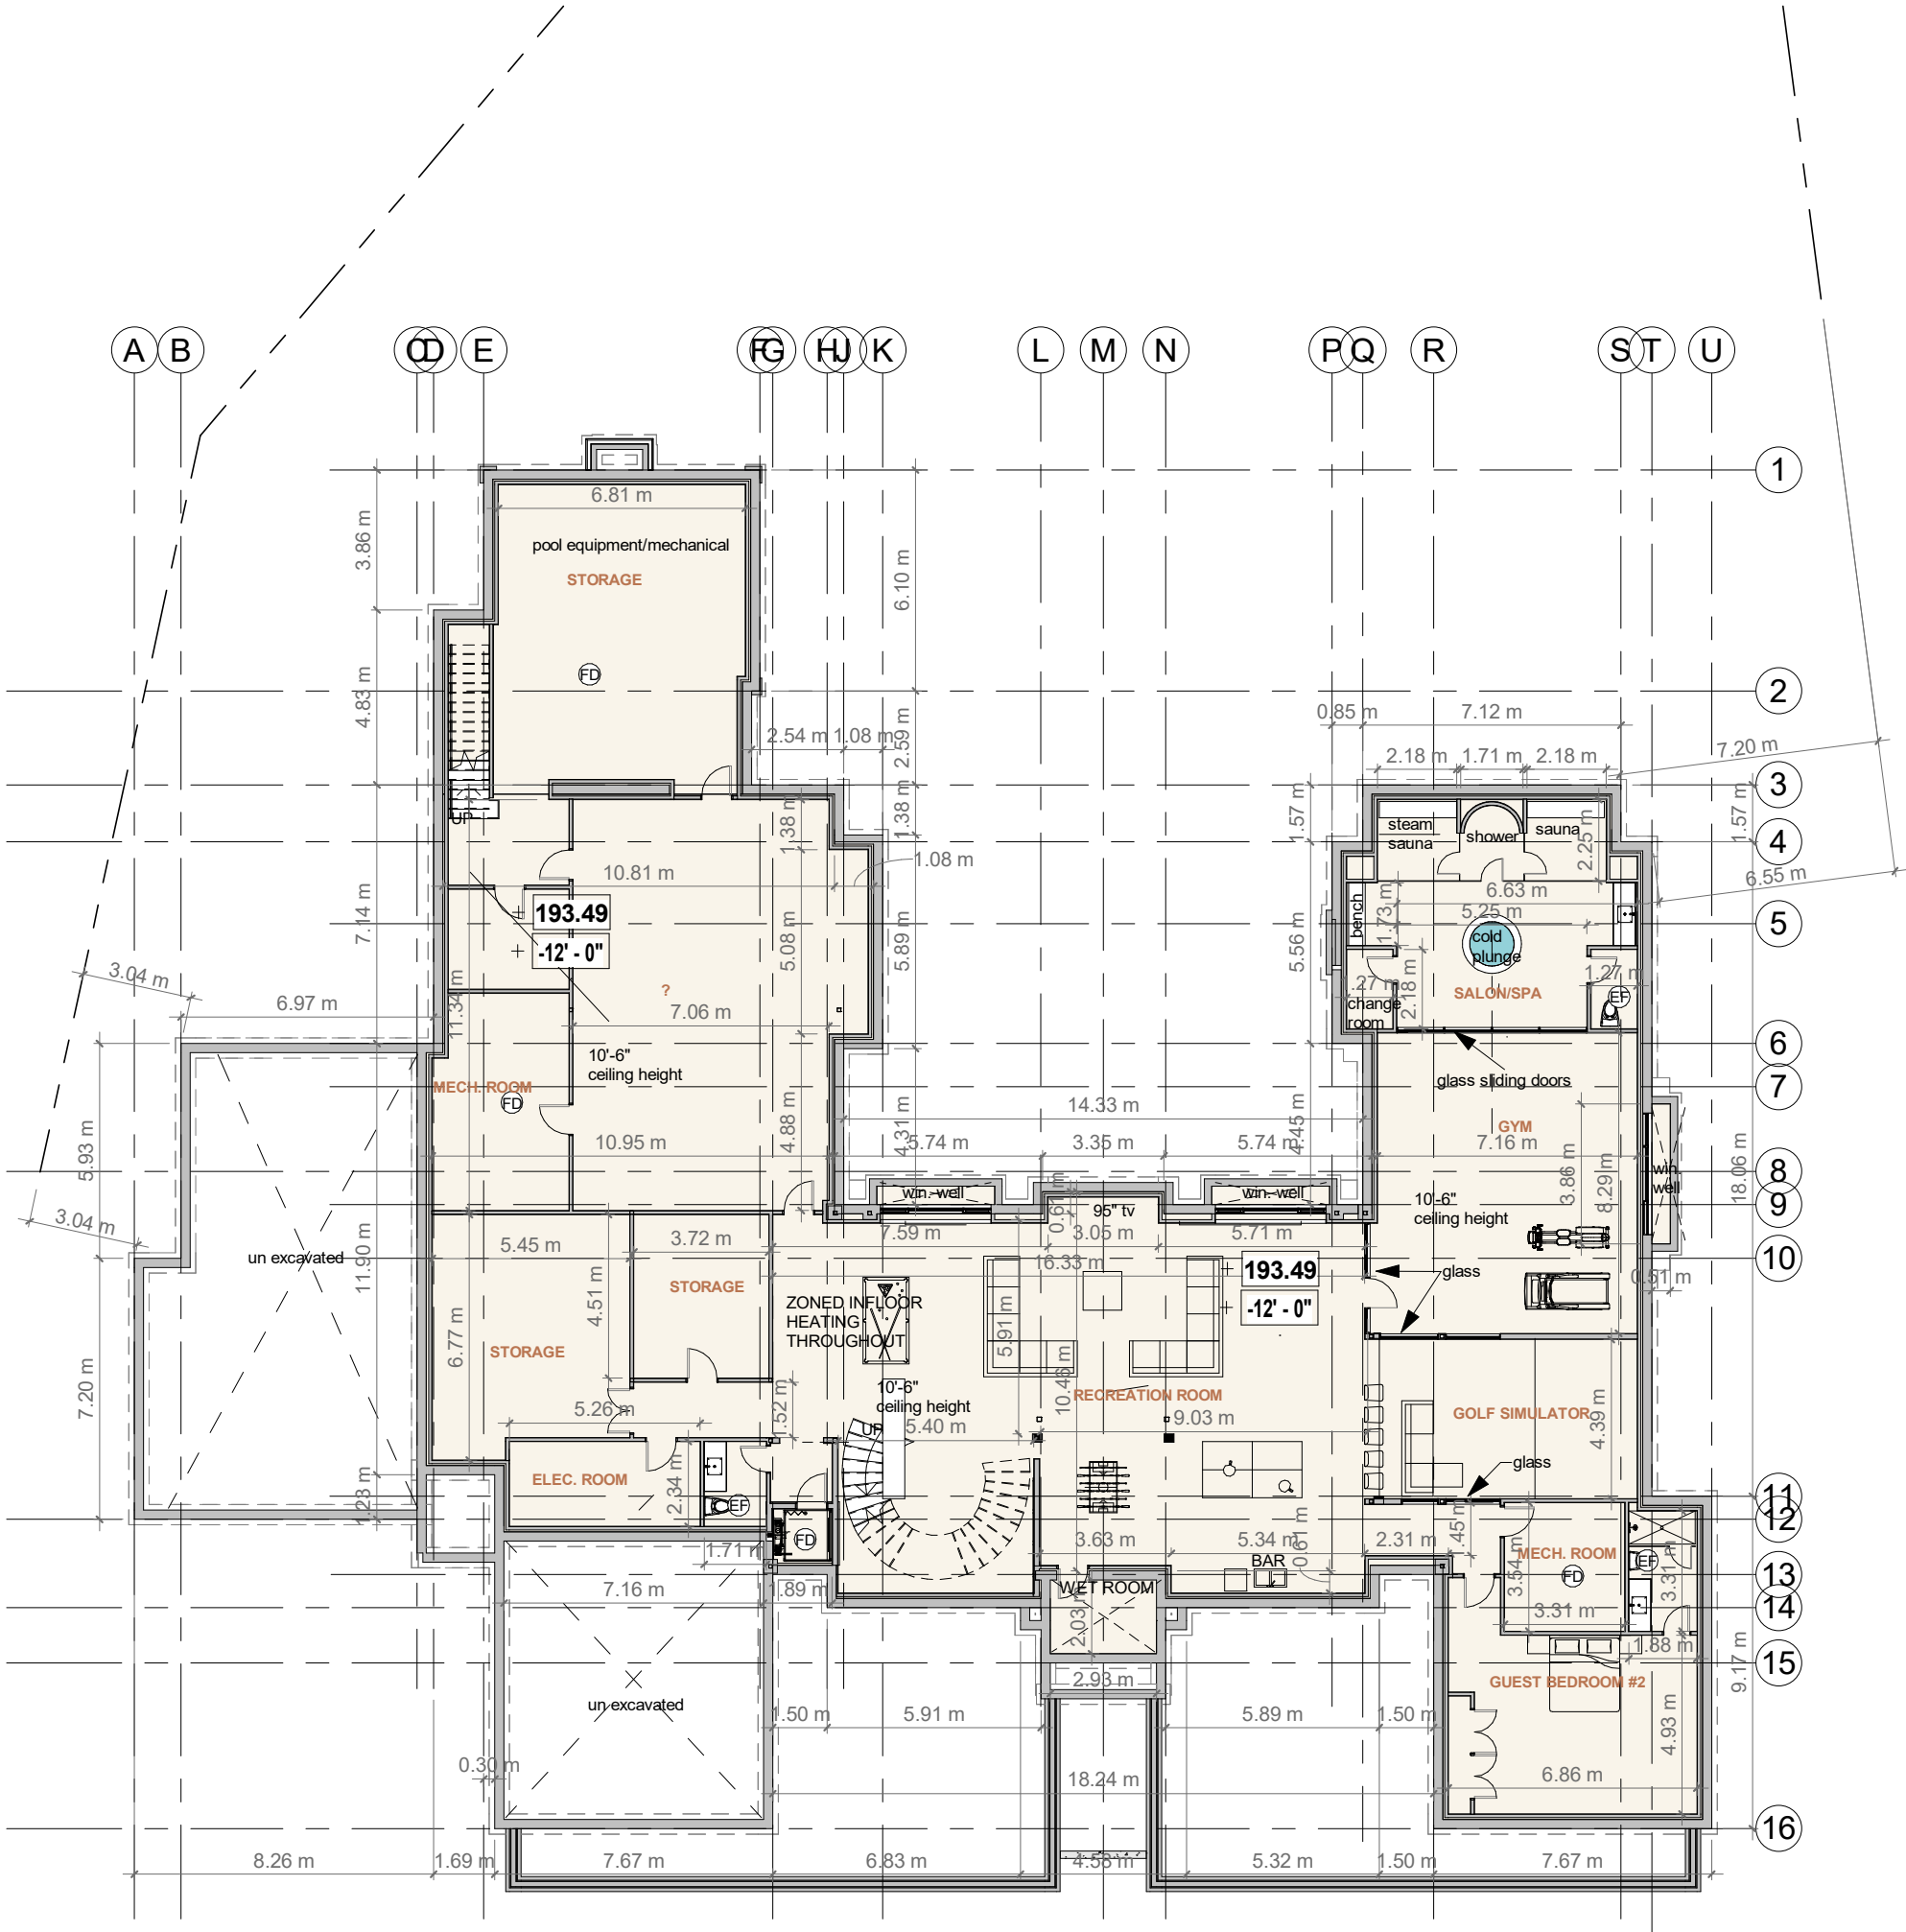 A B C D E F G H J K L M N P Q R S T U
1
6.81 m
pool equipment/mechanical
STORAGE
3.86 m
6.10 m
FD
2
4.83 m
2.54 m 1.08 m
2.59 m
0.85 m 7.12 m
2.18 m 1.71 m 2.18 m
7.20 m
3
UP
1.38 m
1.38 m
1.57 m
steam
sauna
shower
sauna
2.25 m
1.57 m
4
10.81 m
1.08 m
6.55 m
193.49
-12' - 0"
7.14 m
5.08 m
5.89 m
5.56 m
bench
1.73 m
6.63 m
5.25 m
cold
plunge
5
3.04 m
6.97 m
11.34 m
?
7.06 m
1.27 m
change
room
2.18 m
SALON/SPA
1.27 m
EF
6
10'-6"
ceiling height
MECH. ROOM
FD
glass sliding doors
7
14.33 m
5.93 m
10.95 m
4.88 m
4.31 m
5.74 m 3.35 m 5.74 m
4.45 m
GYM
7.16 m
3.86 m
8.29 m
win.
well
18.06 m
8
win. well
0.61 m
95" tv
win. well
10'-6"
ceiling height
9
3.04 m
un excavated
11.90 m
5.45 m
3.72 m
7.59 m 3.05 m 5.71 m
16.33 m
193.49
-12' - 0"
glass
10
0.51 m
STORAGE
4.51 m
ZONED INFLOOR
HEATING
THROUGHOUT
5.91 m
6.77 m
STORAGE
7.20 m
10'-6"
ceiling height
10.46 m
RECREATION ROOM
5.26 m
1.52 m
UP
5.40 m
9.03 m
GOLF SIMULATOR
4.39 m
glass
ELEC. ROOM
2.34 m
EF
1.23 m
11
12
FD
1.71 m
3.63 m 5.34 m
0.61 m
2.31 m
1.45 m
BAR
MECH. ROOM
FD
3.54 m
3.31 m
EF
3.31 m
13
7.16 m
1.89 m
WET ROOM
2.03 m
14
1.88 m
15
2.93 m
GUEST BEDROOM #2
un excavated
1.50 m 5.91 m
5.89 m 1.50 m
4.93 m
9.17 m
0.30 m
18.24 m
6.86 m
16
8.26 m 1.69 m 7.67 m 6.83 m 4.58 m 5.32 m 1.50 m 7.67 m